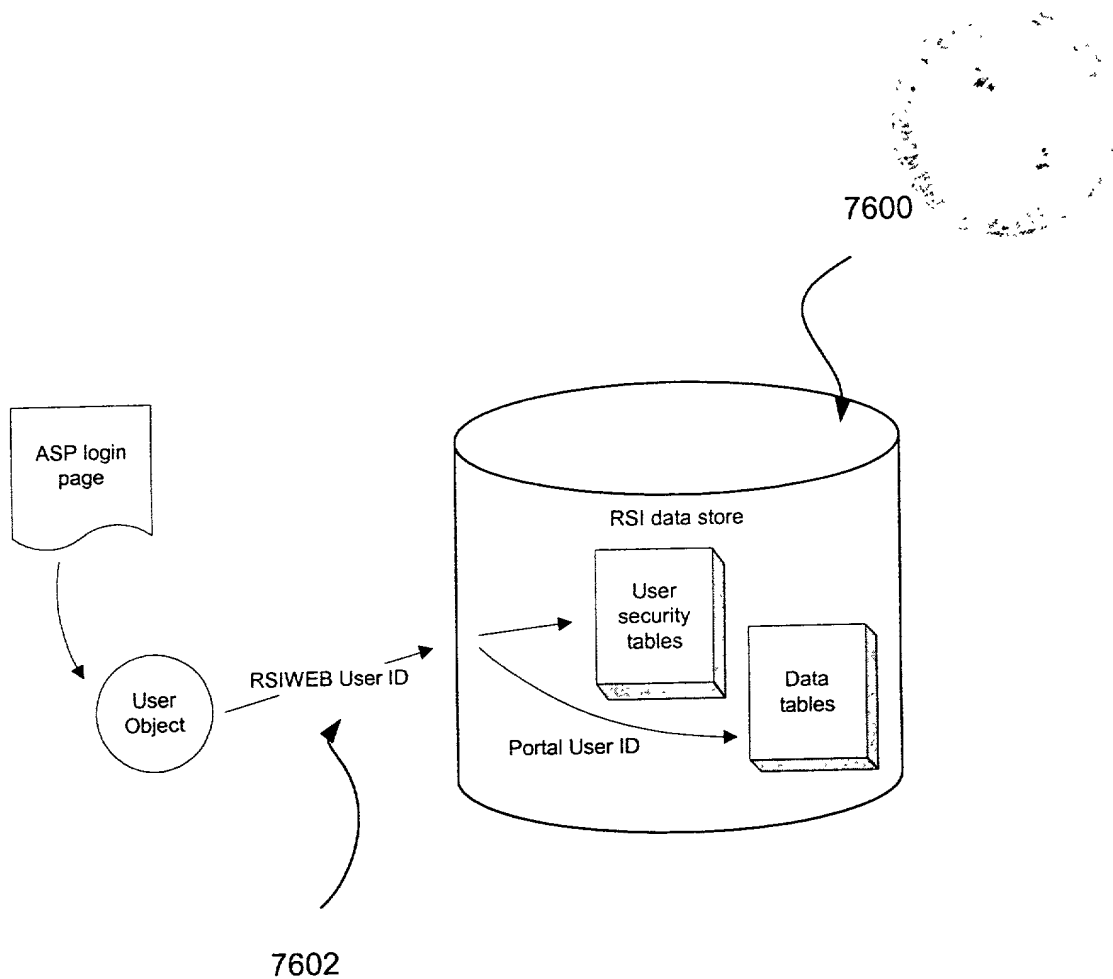 7600
ASP login
page
RSI data store
User
security
tables
RSIWEB User ID
User
Object
Data
tables
Portal User ID
7602